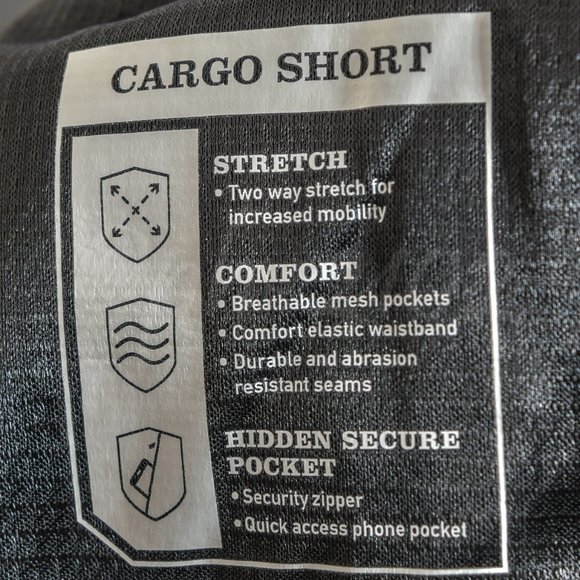 CARGO SHORT
STRETCH
• Two way stretch for
increased mobility
COMFORT
• Breathable mesh pockets
• Comfort elastic waistband
• Durable and abrasion
resistant seams
HIDDEN SECURE
POCKET
• Security zipper
• Quick access phone pocket